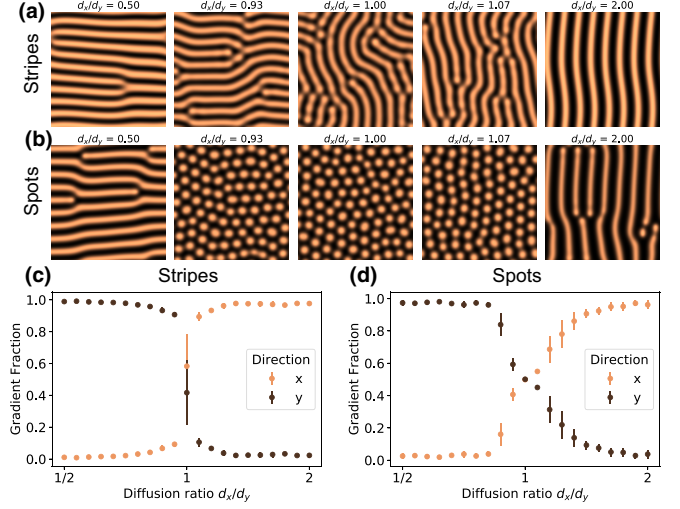 (a)
d_x/d_y = 0.50
d_x/d_y = 0.93
d_x/d_y = 1.00
d_x/d_y = 1.07
d_x/d_y = 2.00
Stripes
(b)
d_x/d_y = 0.50
d_x/d_y = 0.93
d_x/d_y = 1.00
d_x/d_y = 1.07
d_x/d_y = 2.00
Spots
(c)
Stripes
Gradient Fraction
1.0
0.8
0.6
0.4
0.2
0.0
Direction
x
y
1/2
1
2
Diffusion ratio d_x/d_y
(d)
Spots
Gradient Fraction
1.0
0.8
0.6
0.4
0.2
0.0
Direction
x
y
1/2
1
2
Diffusion ratio d_x/d_y